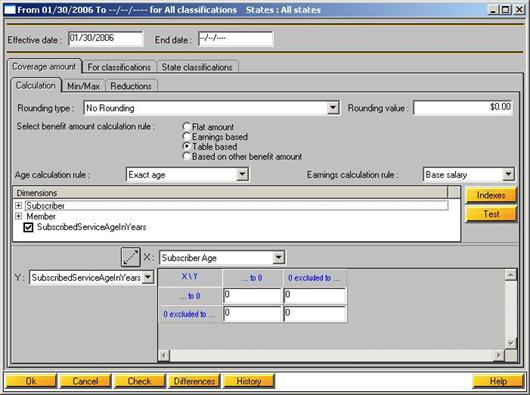 From 01/30/2006 To --/--/---- for All classifications   States : All states
Effective date : 01/30/2006 End date : --/--/----
Coverage amount For classifications State classifications
Calculation Min/Max Reductions
Rounding type : No Rounding Rounding value : $0.00
Select benefit amount calculation rule : Flat amount
Earnings based
Table based
Based on other benefit amount
Age calculation rule : Exact age Earnings calculation rule : Base salary
Dimensions
Subscriber
Member
SubscribedServiceAgeInYears
Indexes
Test
X : Subscriber Age
Y : SubscribedServiceAgeInYears
X \ Y ... to 0 0 excluded to ...
... to 0 0 0
0 excluded to ... 0 0
Ok Cancel Check Differences History Help